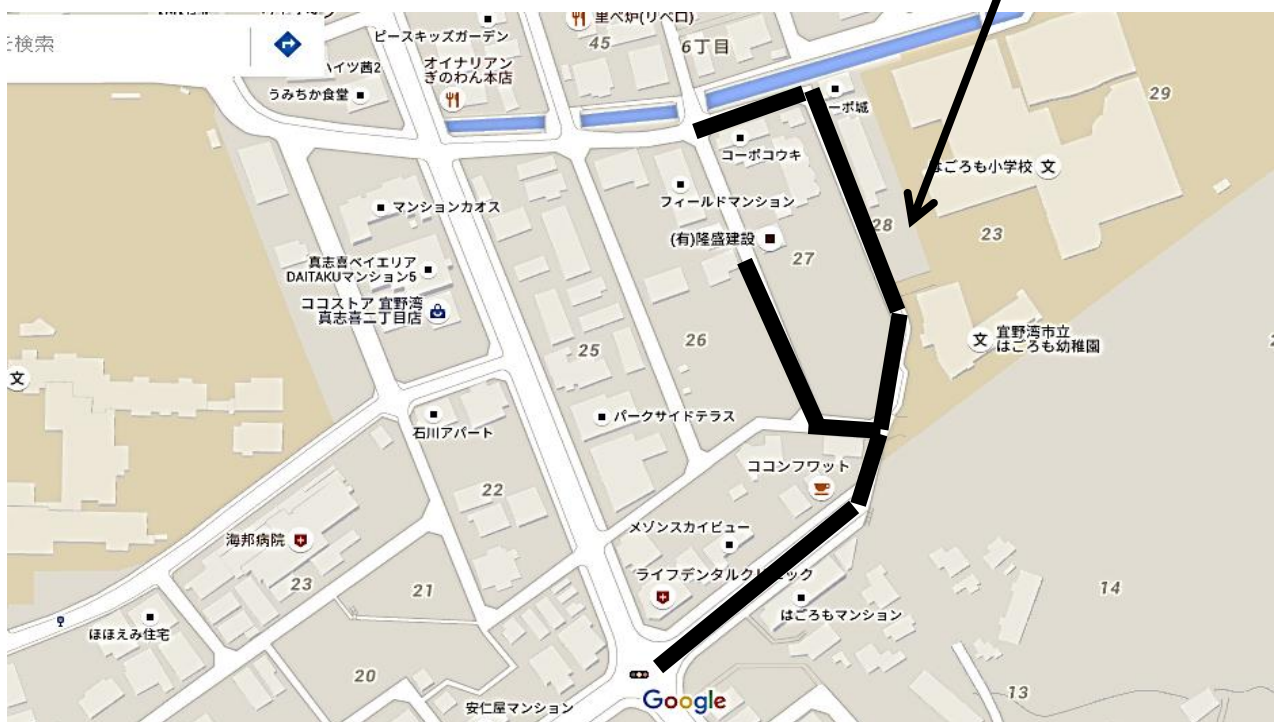 を検索
ピースキッズガーデン
45
6丁目
オイナリアン
ぎのわん本店
ハイツ茜2
うみちか食堂
29
ーポ城
コーポコウキ
はごろも小学校
文
フィールドマンション
マンションカオス
28
23
(有)隆盛建設
27
真志喜ベイエリア
DAITAKUマンション5
ココストア 宜野湾
真志喜二丁目店
文
宜野湾市立
はごろも幼稚園
25
26
文
パークサイドテラス
石川アパート
ココンフワット
22
メゾンスカイビュー
海邦病院
ライフデンタルク
ック
23
21
14
はごろもマンション
ほほえみ住宅
20
13
安仁屋マンション
Google